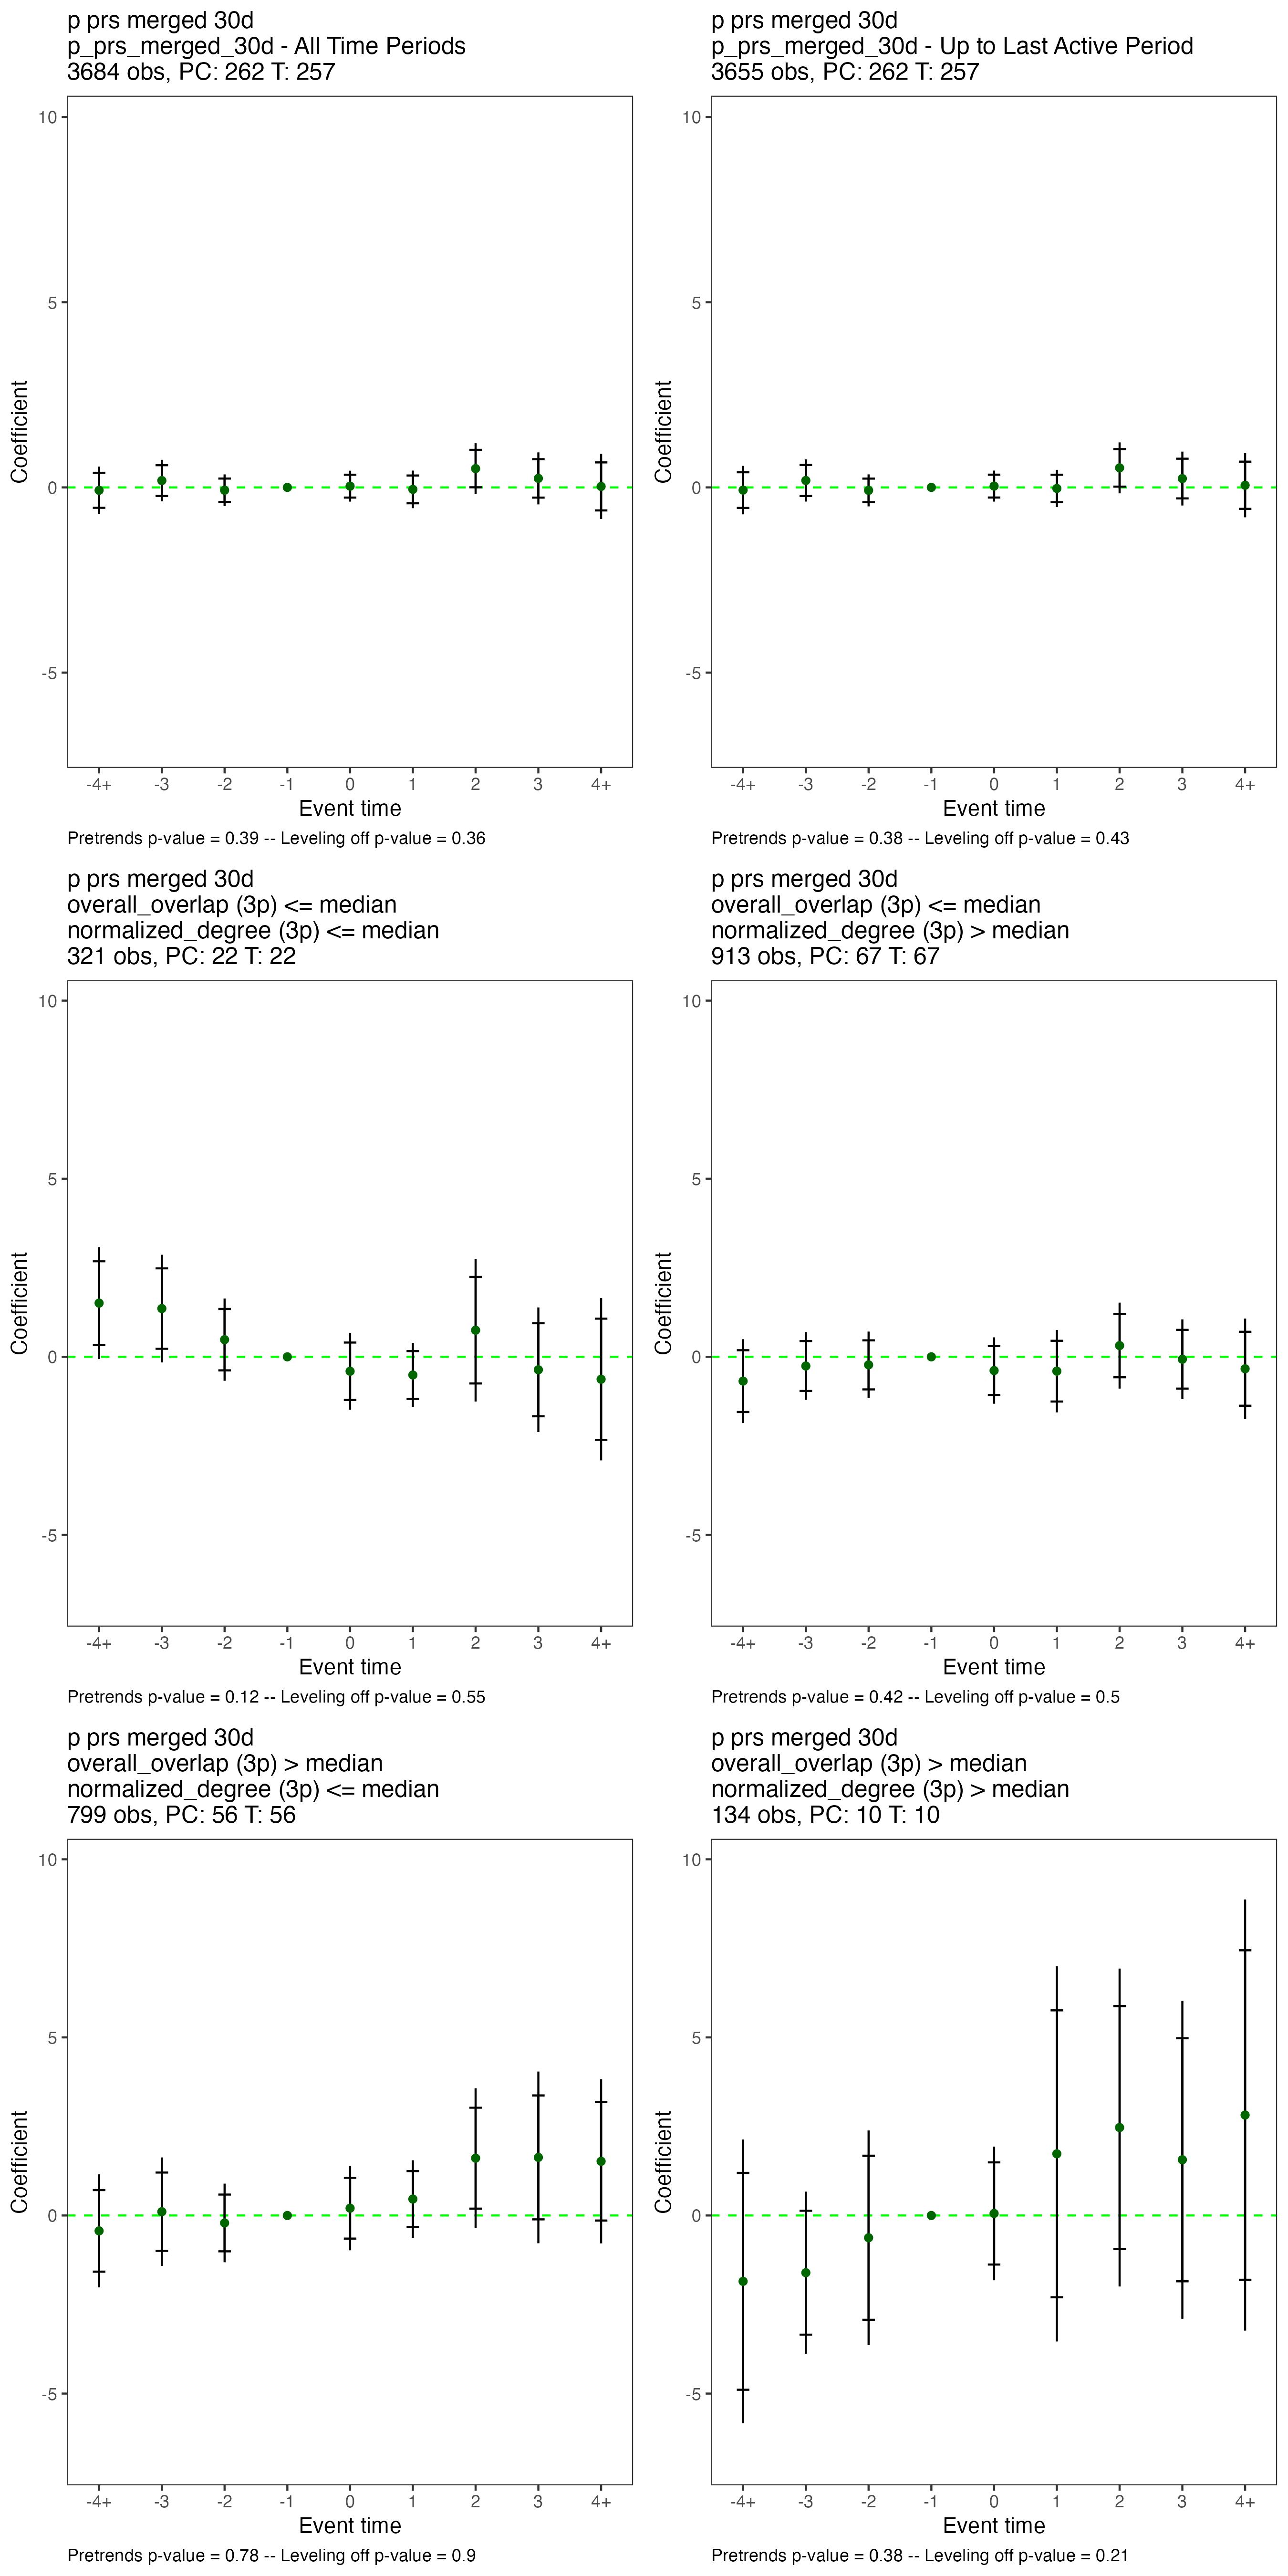 p prs merged 30d
p_prs_merged_30d - All Time Periods
3684 obs, PC: 262 T: 257
10
5
0
-5
Coefficient
-4+ -3 -2 -1 0 1 2 3 4+
Event time
Pretrends p-value = 0.39 -- Leveling off p-value = 0.36
p prs merged 30d
p_prs_merged_30d - Up to Last Active Period
3655 obs, PC: 262 T: 257
10
5
0
-5
Coefficient
-4+ -3 -2 -1 0 1 2 3 4+
Event time
Pretrends p-value = 0.38 -- Leveling off p-value = 0.43
p prs merged 30d
overall_overlap (3p) <= median
normalized_degree (3p) <= median
321 obs, PC: 22 T: 22
10
5
0
-5
Coefficient
-4+ -3 -2 -1 0 1 2 3 4+
Event time
Pretrends p-value = 0.12 -- Leveling off p-value = 0.55
p prs merged 30d
overall_overlap (3p) <= median
normalized_degree (3p) > median
913 obs, PC: 67 T: 67
10
5
0
-5
Coefficient
-4+ -3 -2 -1 0 1 2 3 4+
Event time
Pretrends p-value = 0.42 -- Leveling off p-value = 0.5
p prs merged 30d
overall_overlap (3p) > median
normalized_degree (3p) <= median
799 obs, PC: 56 T: 56
10
5
0
-5
Coefficient
-4+ -3 -2 -1 0 1 2 3 4+
Event time
Pretrends p-value = 0.78 -- Leveling off p-value = 0.9
p prs merged 30d
overall_overlap (3p) > median
normalized_degree (3p) > median
134 obs, PC: 10 T: 10
10
5
0
-5
Coefficient
-4+ -3 -2 -1 0 1 2 3 4+
Event time
Pretrends p-value = 0.38 -- Leveling off p-value = 0.21